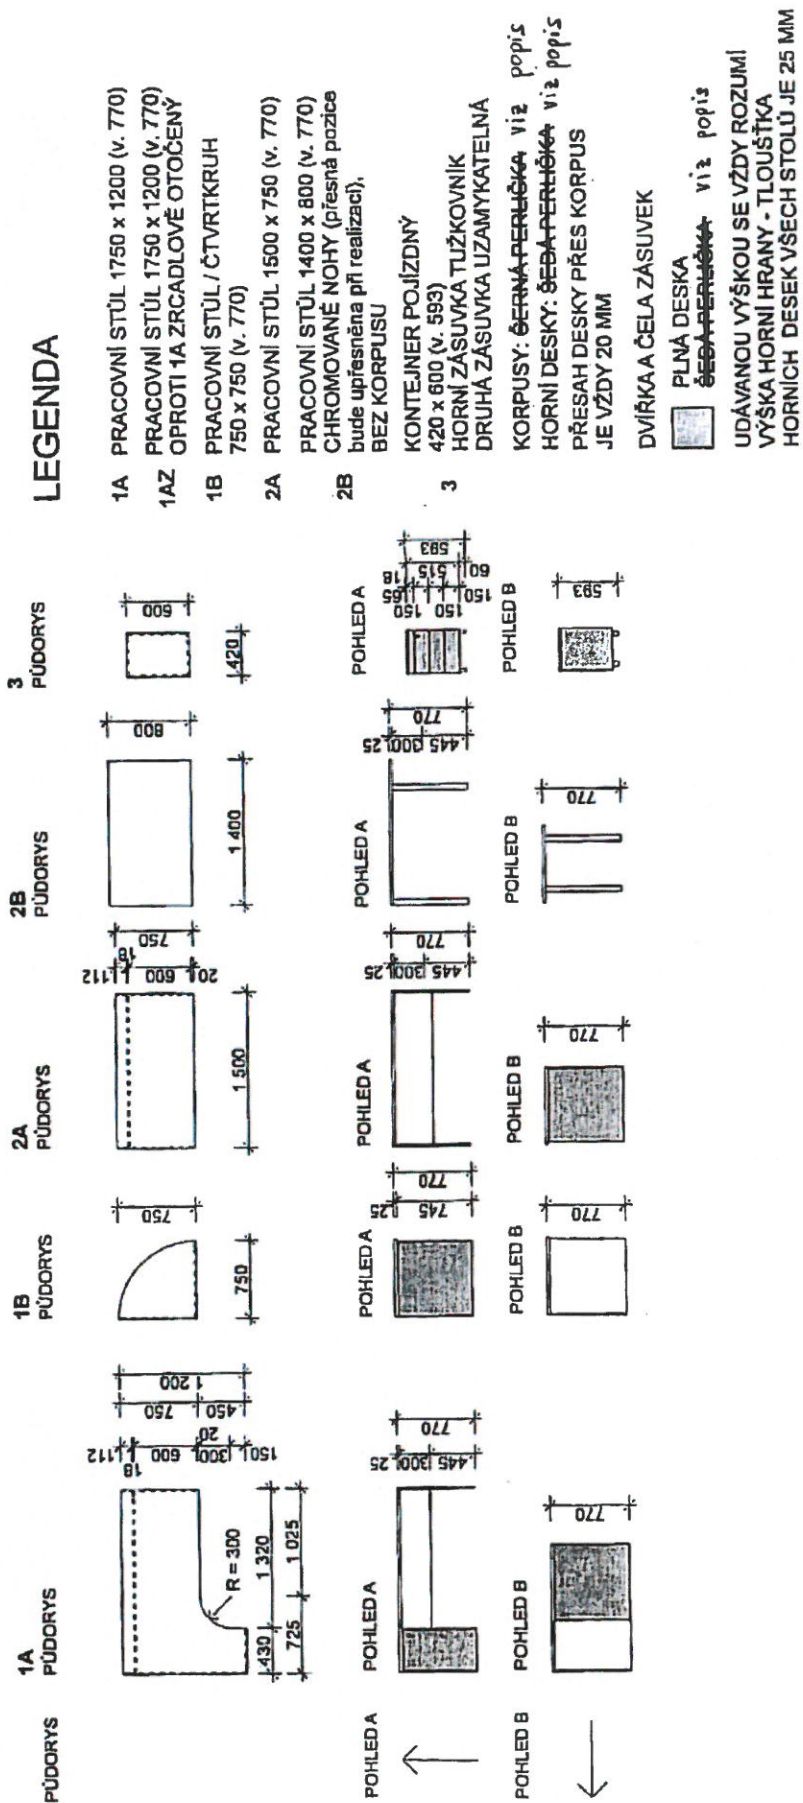 LEGENDA
1A PRACOVNÍ STŮL 1750 x 1200 (v. 770)
1AZ PRACOVNÍ STŮL 1750 x 1200 (v. 770)
OPROTI 1A ZRCADLOVĚ OTOČENÝ
1B PRACOVNÍ STŮL / ČTVRTKRUH
750 x 750 (v. 770)
2A PRACOVNÍ STŮL 1500 x 750 (v. 770)
2B PRACOVNÍ STŮL 1400 x 800 (v. 770)
CHROMOVANÉ NOHY (přesná pozice
bude upřesněna při realizaci),
BEZ KORPUSU
3 KONTEJNER POJÍZDNÝ
420 x 600 (v. 593)
HORNÍ ZÁSUVKA TUŽKOVNÍK
DRUHÁ ZÁSUVKA UZAMYKATELNÁ
KORPUSY: ČERNÁ PERLIČKA viz popis
HORNÍ DESKY: ŠEDÁ PERLIČKA viz popis
PŘESAH DESKY PŘES KORPUS
JE VŽDY 20 MM
DVÍŘKA A ČELA ZÁSUVEK
PLNÁ DESKA
ŠEDÁ PERLIČKA viz popis
UDÁVANOU VÝŠKOU SE VŽDY ROZUMÍ
VÝŠKA HORNÍ HRANY - TLOUŠŤKA
HORNÍCH DESEK VŠECH STOLŮ JE 25 MM
PŮDORYS
1A
PŮDORYS
112
18
600
300
20
150
750
450
1 200
R = 300
430
1 320
725
1 025
1B
PŮDORYS
750
750
2A
PŮDORYS
112
18
600
20
750
1 500
2B
PŮDORYS
800
1 400
3
PŮDORYS
600
420
POHLED A
POHLED A
25
300
445
770
POHLED A
25
745
770
POHLED A
25
300
445
770
POHLED A
25
300
445
770
POHLED A
65
18
150
150
150
515
60
593
POHLED B
POHLED B
770
POHLED B
770
POHLED B
770
POHLED B
770
POHLED B
593